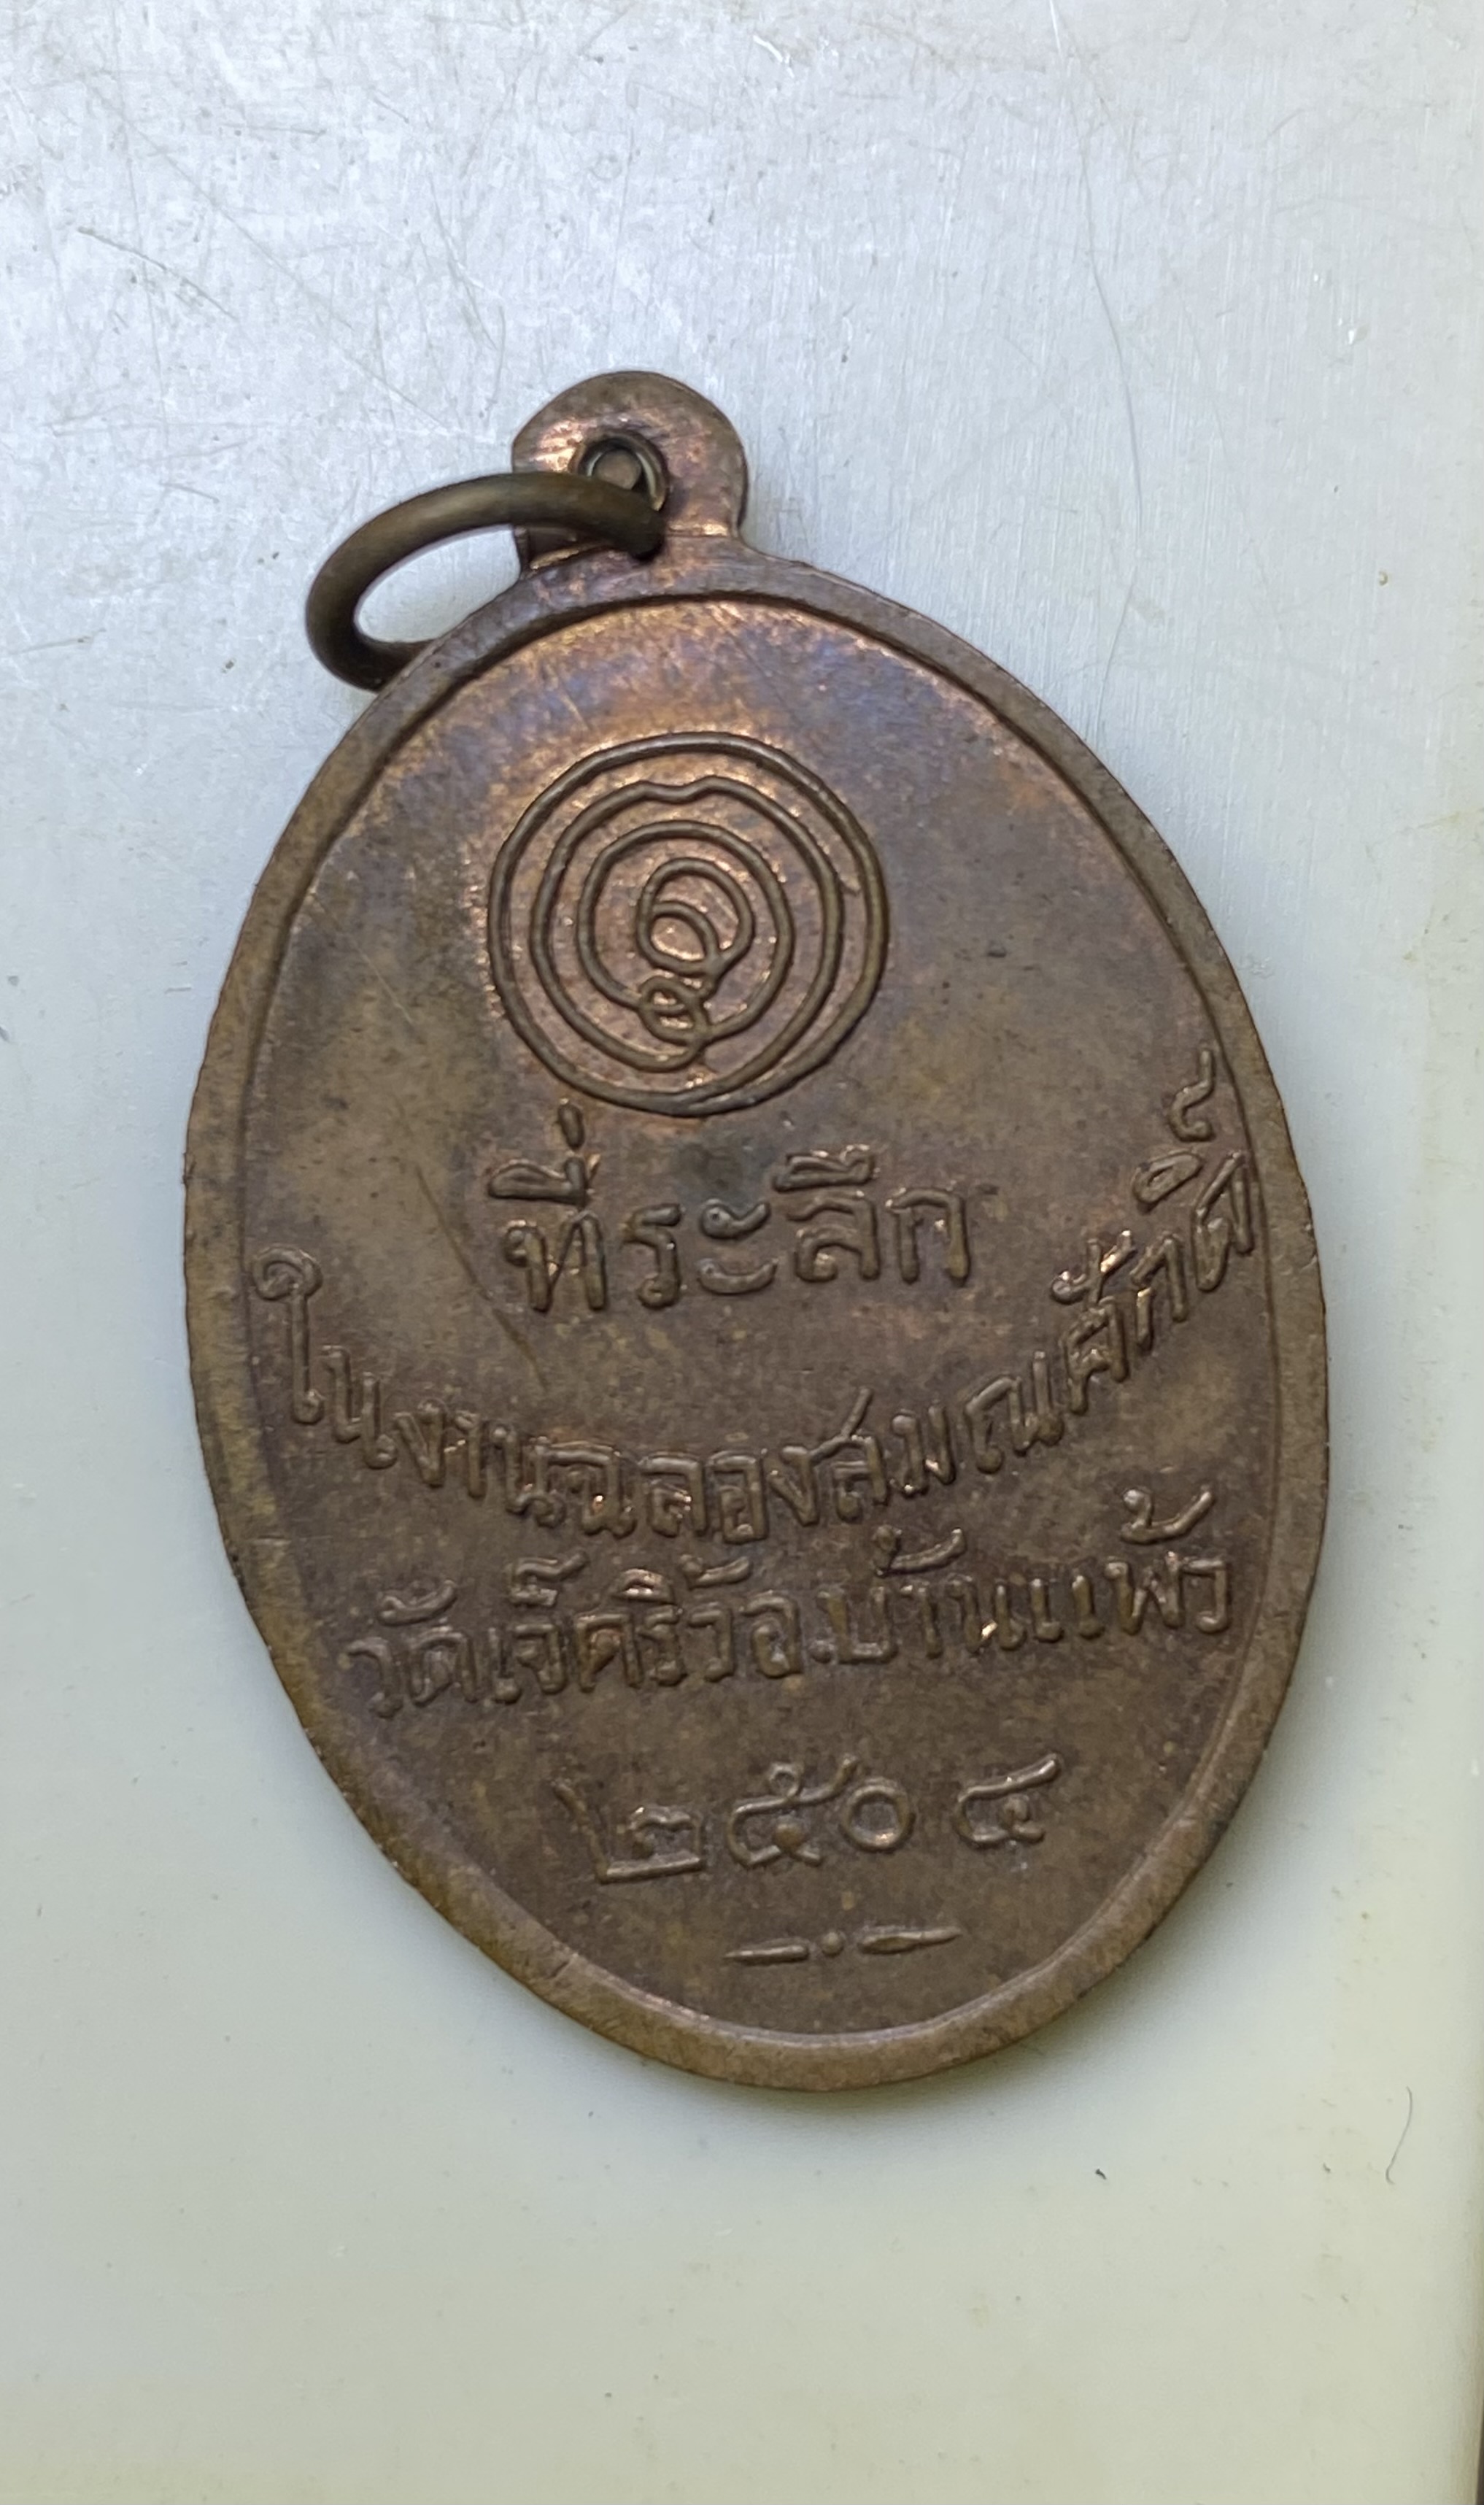 ที่ระลึก
ในงานฉลองสมณศักดิ์
วัดเจ็ดริ้วอ.บ้านแพ้ว
๒๕๐๔